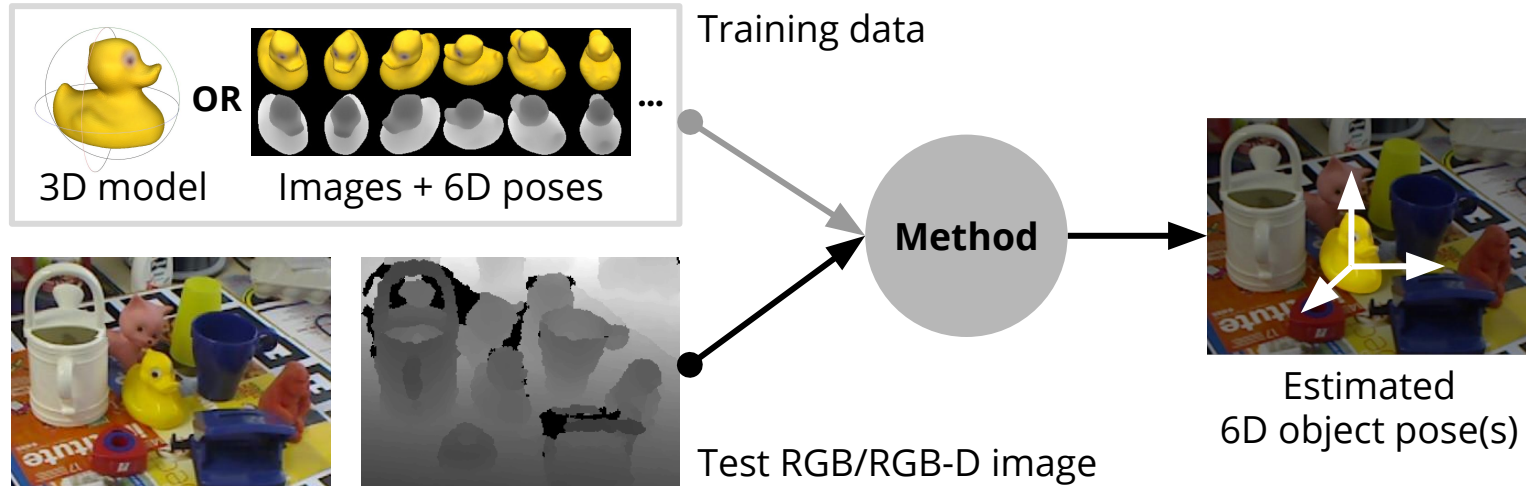 Training data
OR
...
3D model
Images + 6D poses
Method
Estimated
6D object pose(s)
Test RGB/RGB-D image